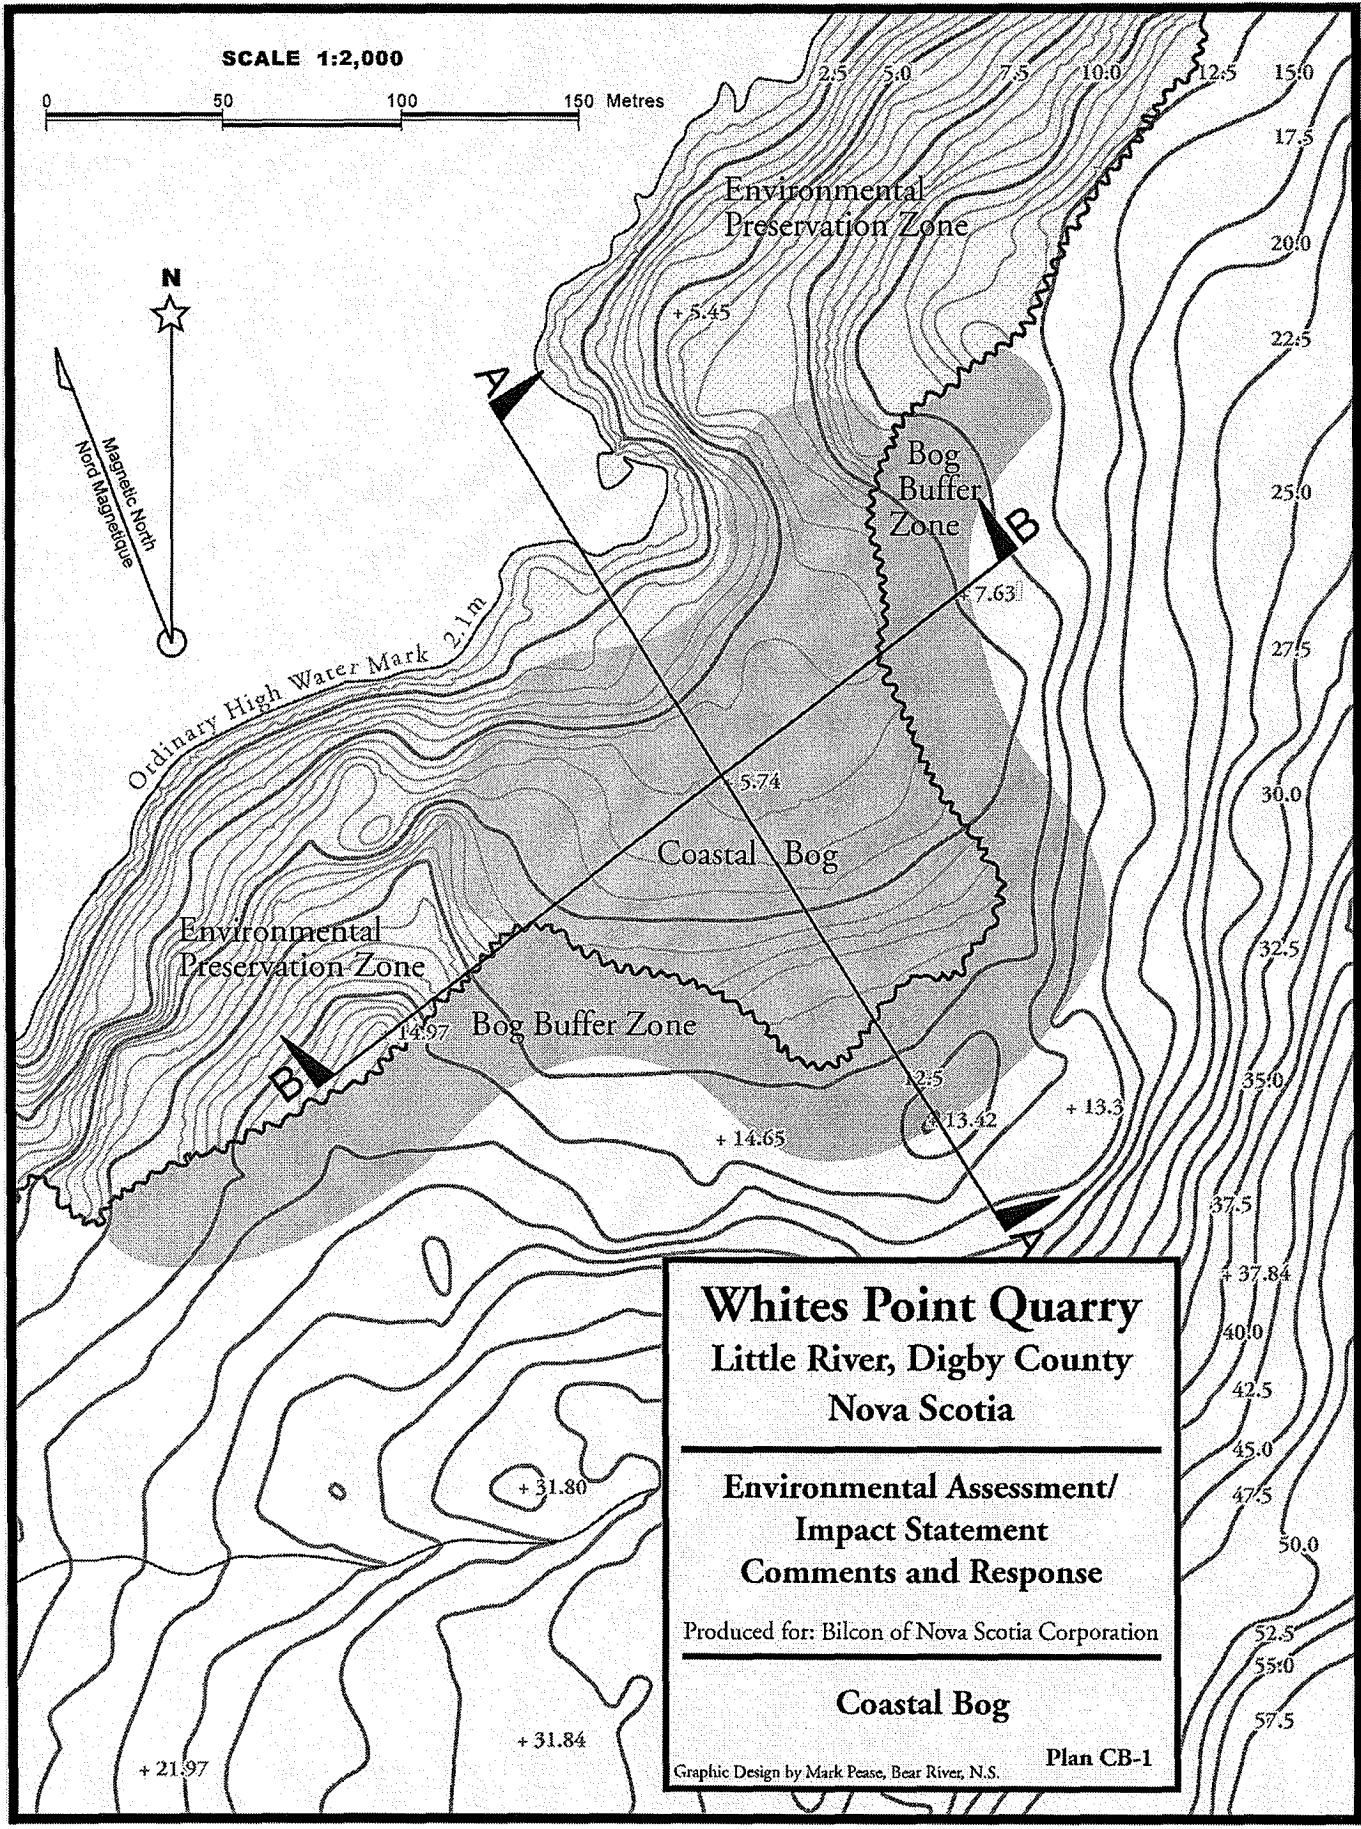 SCALE 1:2,000
0 50 100 150 Metres
2.5 5.0 7.5 10.0 12.5 15.0
17.5
Environmental
Preservation Zone
20.0
N
+ 5.45
22.5
A
Magnetic North
Nord Magnetique
Bog
Buffer
Zone
25.0
B
+ 7.63
Ordinary High Water Mark 2.1 m
27.5
+ 5.74
30.0
Coastal Bog
Environmental
Preservation Zone
32.5
+ 14.97
Bog Buffer Zone
B
12.5
35.0
+ 13.42
+ 13.3
+ 14.65
37.5
A
+ 37.84
40.0
42.5
45.0
+ 31.80
47.5
50.0
52.5
55.0
57.5
+ 31.84
+ 21.97
Whites Point Quarry
Little River, Digby County
Nova Scotia
Environmental Assessment/
Impact Statement
Comments and Response
Produced for: Bilcon of Nova Scotia Corporation
Coastal Bog
Plan CB-1
Graphic Design by Mark Pease, Bear River, N.S.